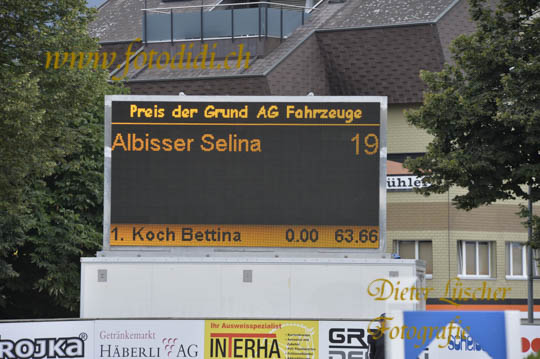 www.fotodidi.ch
Preis der Grund AG Fahrzeuge
Albisser Selina 19
1. Koch Bettina 0.00 63.66
ühlen
Dieter Lüscher
Fotografie
ROJKA
Getränkemarkt
HÄBERLI AG
Ihr Ausweisspezialist
INTERHA